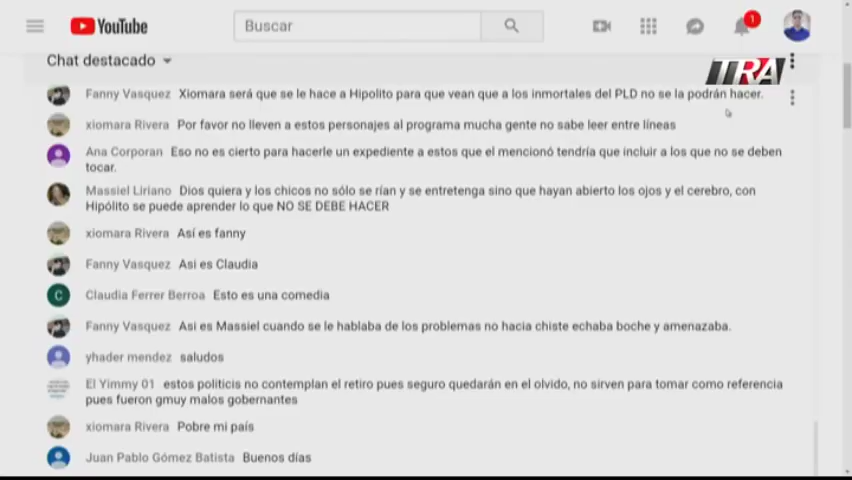 YouTube
Buscar
1
Chat destacado
TRA
Fanny Vasquez Xiomara será que se le hace a Hipolito para que vean que a los inmortales del PLD no se la podrán hacer.
xiomara Rivera Por favor no lleven a estos personajes al programa mucha gente no sabe leer entre líneas
Ana Corporan Eso no es cierto para hacerle un expediente a estos que el mencionó tendría que incluir a los que no se deben
tocar.
Massiel Liriano Dios quiera y los chicos no sólo se rían y se entretenga sino que hayan abierto los ojos y el cerebro, con
Hipólito se puede aprender lo que NO SE DEBE HACER
xiomara Rivera Así es fanny
Fanny Vasquez Asi es Claudia
C
Claudia Ferrer Berroa Esto es una comedia
Fanny Vasquez Asi es Massiel cuando se le hablaba de los problemas no hacia chiste echaba boche y amenazaba.
yhader mendez saludos
El Yimmy 01 estos politicis no contemplan el retiro pues seguro quedarán en el olvido, no sirven para tomar como referencia
pues fueron gmuy malos gobernantes
xiomara Rivera Pobre mi país
Juan Pablo Gómez Batista Buenos días